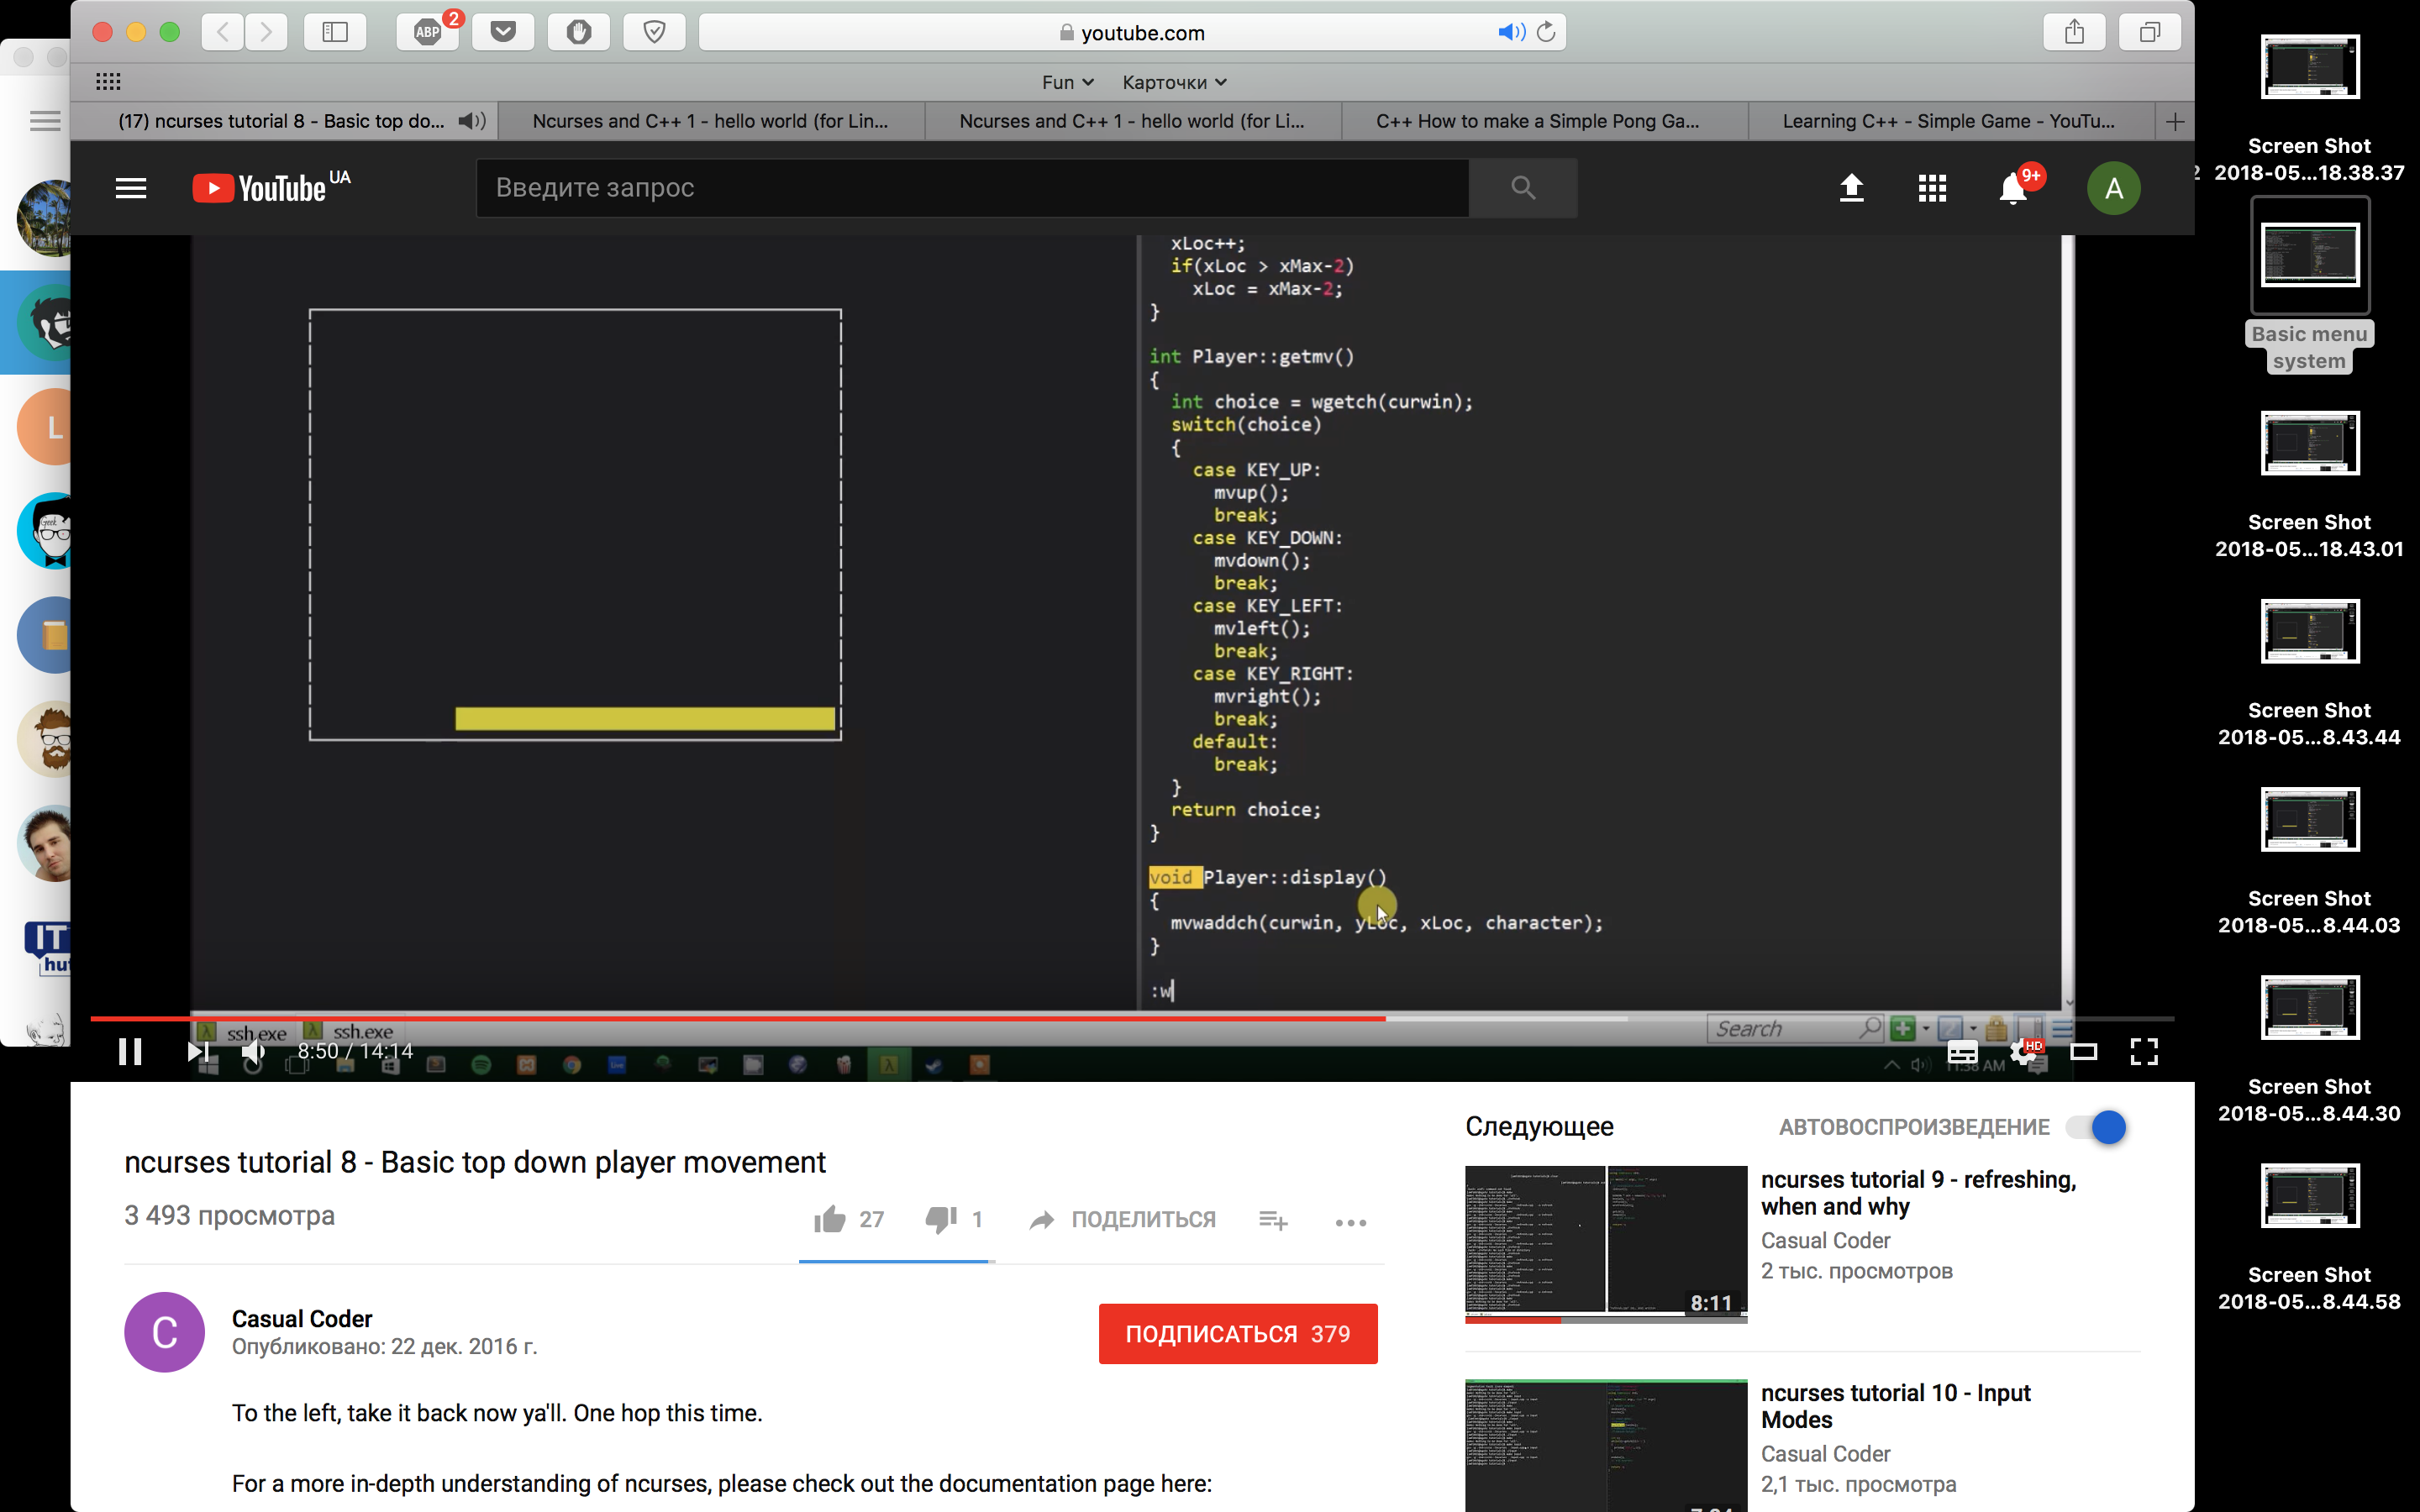 ABP
2
youtube.com
Fun
Карточки
(17) ncurses tutorial 8 - Basic top do...
Ncurses and C++ 1 - hello world (for Lin...
Ncurses and C++ 1 - hello world (for Li...
C++ How to make a Simple Pong Ga...
Learning C++ - Simple Game - YouTu...
YouTube UA
Введите запрос
9+
A
L
Geek
IT
hu
xLoc++;
if(xLoc > xMax-2)
xLoc = xMax-2;
}
int Player::getmv()
{
int choice = wgetch(curwin);
switch(choice)
{
case KEY_UP:
mvup();
break;
case KEY_DOWN:
mvdown();
break;
case KEY_LEFT:
mvleft();
break;
case KEY_RIGHT:
mvright();
break;
default:
break;
}
return choice;
}
void Player::display()
{
mvwaddch(curwin, yLoc, xLoc, character);
}
:w
ssh.exe
ssh.exe
Search
8:50 / 14:14
HD
11:38 AM
ncurses tutorial 8 - Basic top down player movement
3 493 просмотра
27
1
ПОДЕЛИТЬСЯ
C
Casual Coder
Опубликовано: 22 дек. 2016 г.
ПОДПИСАТЬСЯ 379
To the left, take it back now ya'll. One hop this time.
For a more in-depth understanding of ncurses, please check out the documentation page here:
Следующее
АВТОВОСПРОИЗВЕДЕНИЕ
8:11
ncurses tutorial 9 - refreshing,
when and why
Casual Coder
2 тыс. просмотров
ncurses tutorial 10 - Input
Modes
Casual Coder
2,1 тыс. просмотра
Screen Shot
2018-05...18.38.37
Basic menu
system
Screen Shot
2018-05...18.43.01
Screen Shot
2018-05...8.43.44
Screen Shot
2018-05...8.44.03
Screen Shot
2018-05...8.44.30
Screen Shot
2018-05...8.44.58